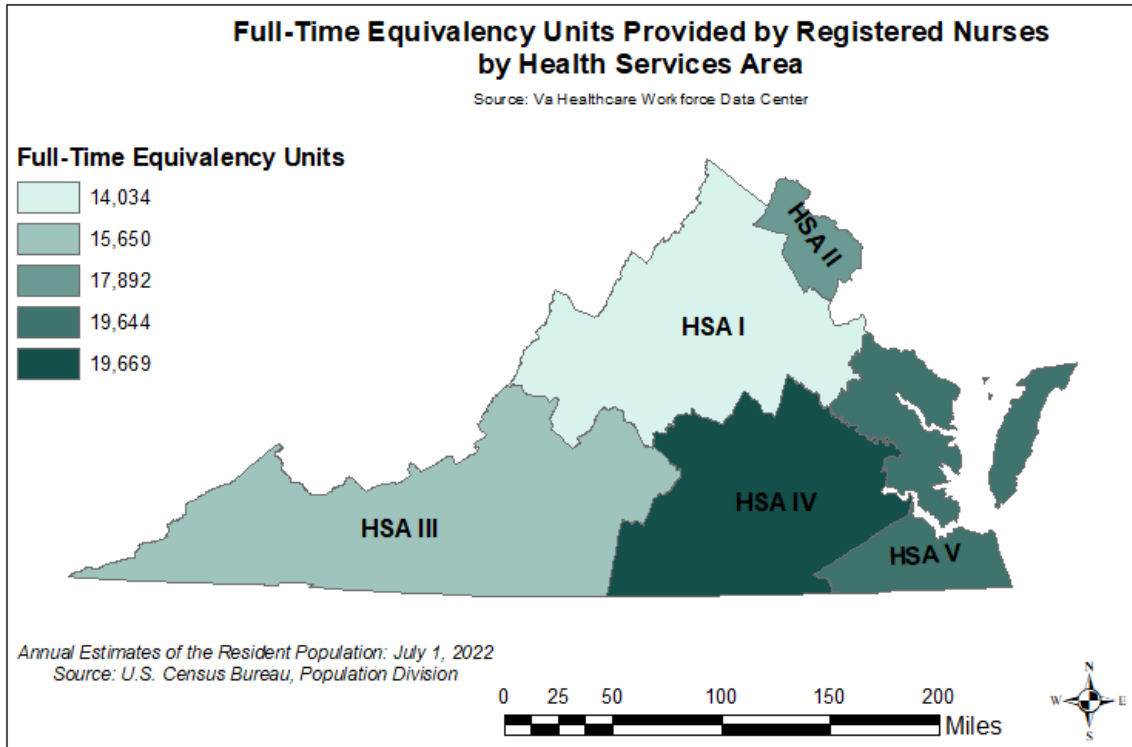 Full-Time Equivalency Units Provided by Registered Nurses
by Health Services Area
Source: Va Healthcare Workforce Data Center
Full-Time Equivalency Units
14,034
15,650
17,892
19,644
19,669
HSA II
HSA I
HSA IV
HSA III
HSA V
Annual Estimates of the Resident Population: July 1, 2022
Source: U.S. Census Bureau, Population Division
0 25 50 100 150 200
Miles
N
W E
S